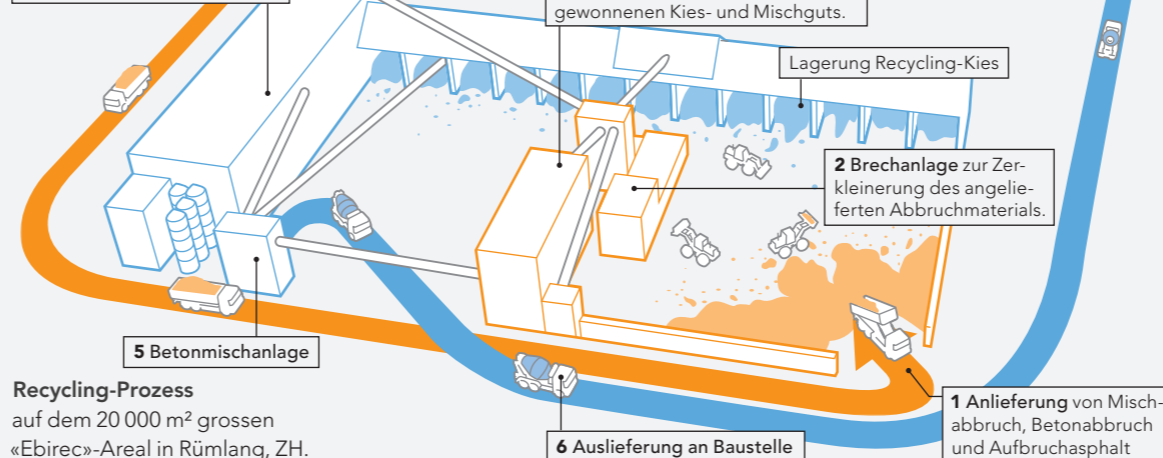 gewonnenen Kies- und Mischguts.
Lagerung Recycling-Kies
2 Brechanlage zur Zer-
kleinerung des angelie-
ferten Abbruchmaterials.
5 Betonmischanlage
Recycling-Prozess
auf dem 20 000 m² grossen
«Ebirec»-Areal in Rümlang, ZH.
6 Auslieferung an Baustelle
1 Anlieferung von Misch-
abbruch, Betonabbruch
und Aufbruchasphalt